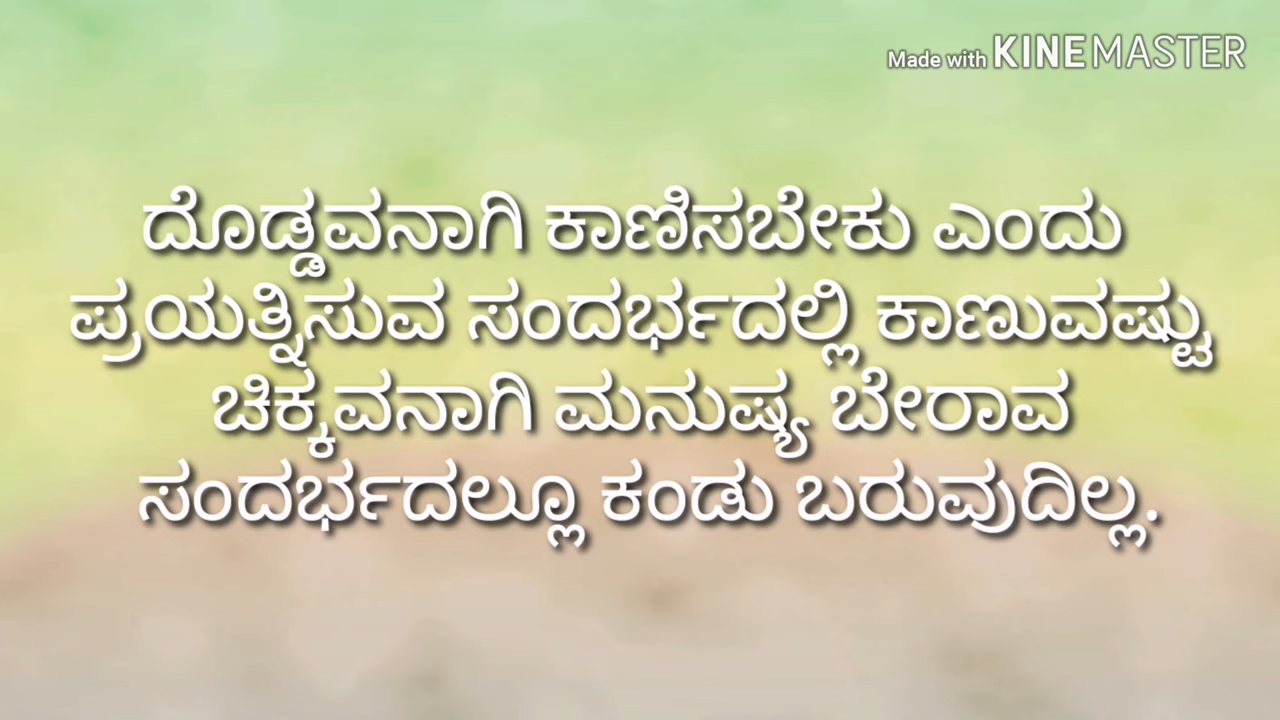 Made with KINEMASTER
ದೊಡ್ಡವನಾಗಿ ಕಾಣಿಸಬೇಕು ಎಂದು
ಪ್ರಯತ್ನಿಸುವ ಸಂದರ್ಭದಲ್ಲಿ ಕಾಣುವಷ್ಟು
ಚಿಕ್ಕವನಾಗಿ ಮನುಷ್ಯ ಬೇರಾವ
ಸಂದರ್ಭದಲ್ಲೂ ಕಂಡು ಬರುವುದಿಲ್ಲ.